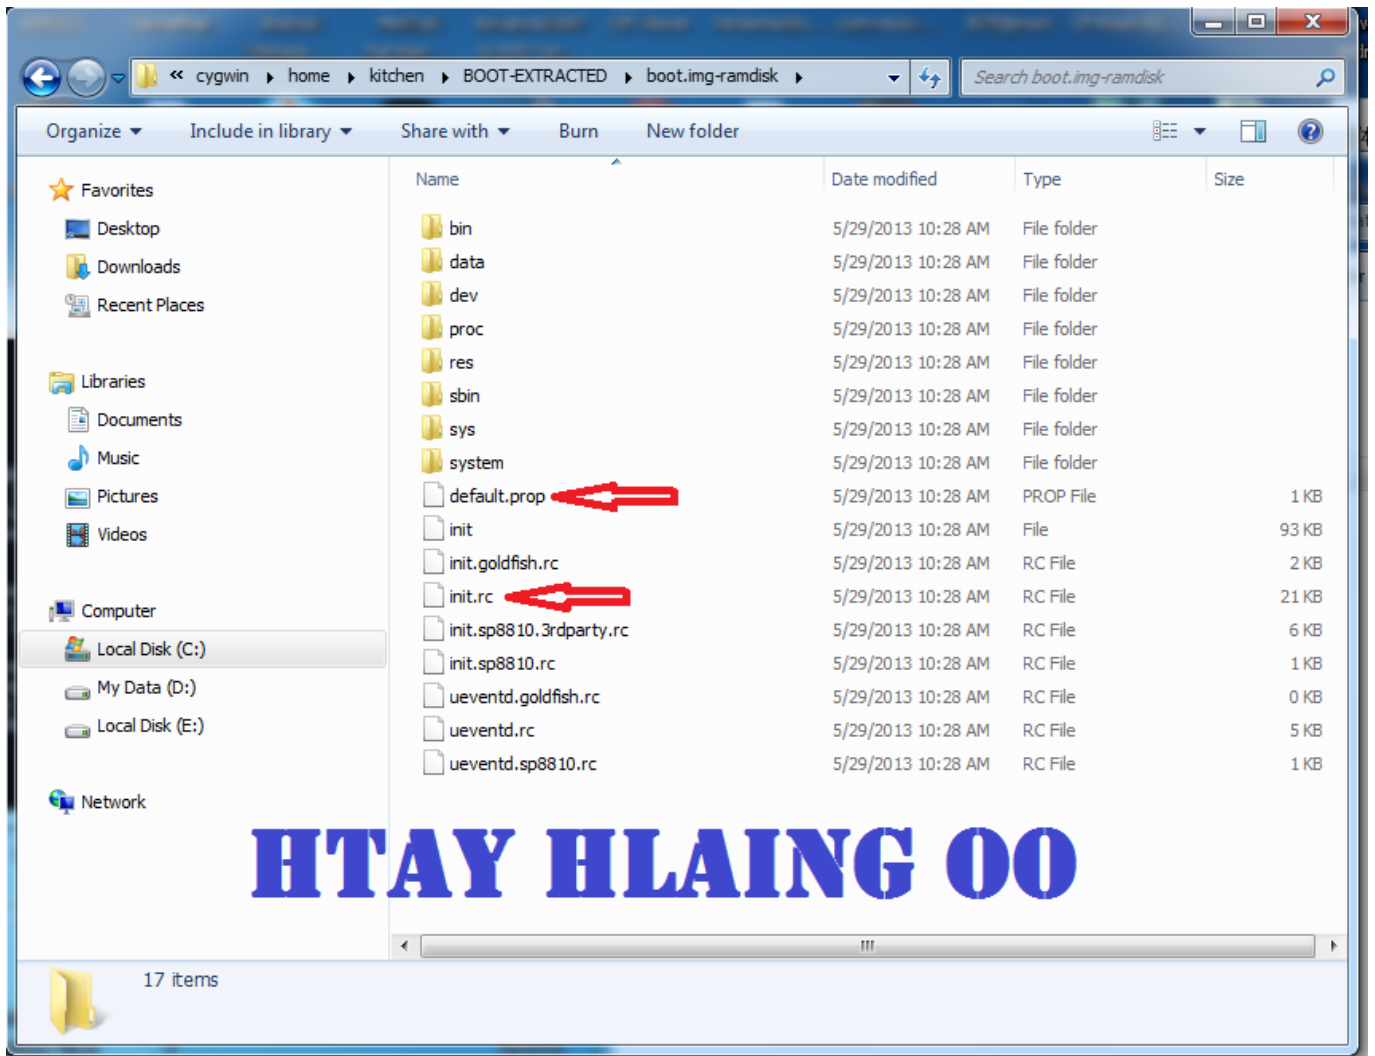 « cygwin ▸ home ▸ kitchen ▸ BOOT-EXTRACTED ▸ boot.img-ramdisk ▸ Search boot.img-ramdisk
Organize Include in library Share with Burn New folder
Name Date modified Type Size
Favorites
Desktop
Downloads
Recent Places
Libraries
Documents
Music
Pictures
Videos
Computer
Local Disk (C:)
My Data (D:)
Local Disk (E:)
Network
bin 5/29/2013 10:28 AM File folder
data 5/29/2013 10:28 AM File folder
dev 5/29/2013 10:28 AM File folder
proc 5/29/2013 10:28 AM File folder
res 5/29/2013 10:28 AM File folder
sbin 5/29/2013 10:28 AM File folder
sys 5/29/2013 10:28 AM File folder
system 5/29/2013 10:28 AM File folder
default.prop 5/29/2013 10:28 AM PROP File 1 KB
init 5/29/2013 10:28 AM File 93 KB
init.goldfish.rc 5/29/2013 10:28 AM RC File 2 KB
init.rc 5/29/2013 10:28 AM RC File 21 KB
init.sp8810.3rdparty.rc 5/29/2013 10:28 AM RC File 6 KB
init.sp8810.rc 5/29/2013 10:28 AM RC File 1 KB
ueventd.goldfish.rc 5/29/2013 10:28 AM RC File 0 KB
ueventd.rc 5/29/2013 10:28 AM RC File 5 KB
ueventd.sp8810.rc 5/29/2013 10:28 AM RC File 1 KB
HTAY HLAING OO
17 items